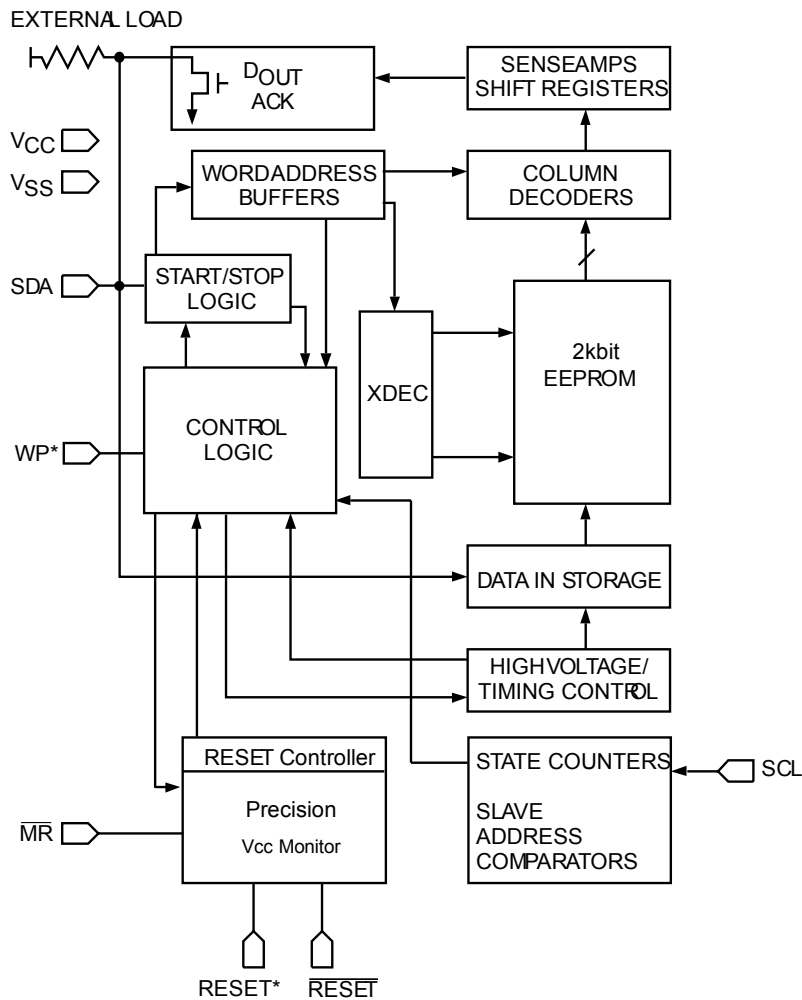 EXTERNAL LOAD
DOUT
ACK
SENSEAMPS
SHIFT REGISTERS
VCC
VSS
WORDADDRESS
BUFFERS
COLUMN
DECODERS
SDA
START/STOP
LOGIC
XDEC
2kbit
EEPROM
WP*
CONTROL
LOGIC
DATA IN STORAGE
HIGHVOLTAGE/
TIMING CONTROL
RESET Controller
Precision
Vcc Monitor
STATE COUNTERS
SLAVE
ADDRESS
COMPARATORS
SCL
M̅R̅
RESET*
R̅E̅S̅E̅T̅